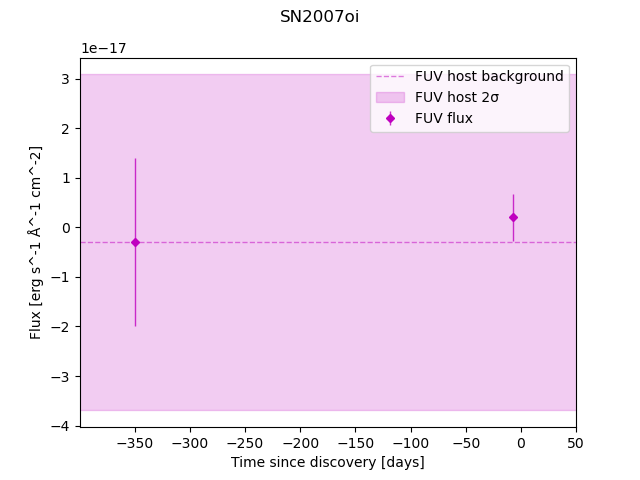 SN2007oi
1e−17
FUV host background
FUV host 2σ
FUV flux
3
2
1
0
−1
−2
−3
−4
Flux [erg s^-1 Å^-1 cm^-2]
−350 −300 −250 −200 −150 −100 −50 0 50
Time since discovery [days]